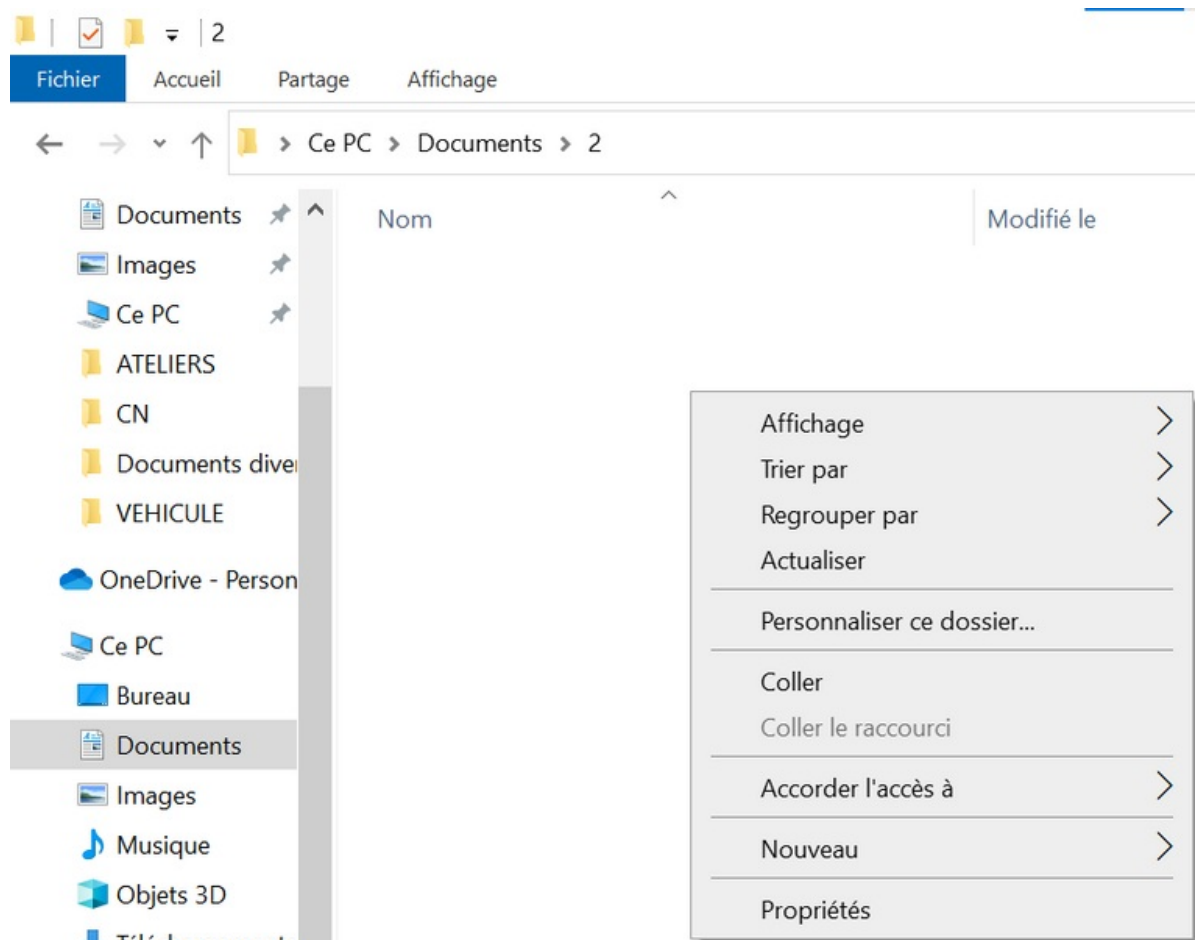 2
Fichier Accueil Partage Affichage
Ce PC Documents 2
Nom Modifié le
Documents
Images
Ce PC
ATELIERS
CN
Documents dive
VEHICULE
OneDrive - Person
Ce PC
Bureau
Documents
Images
Musique
Objets 3D
Affichage
Trier par
Regrouper par
Actualiser
Personnaliser ce dossier...
Coller
Coller le raccourci
Accorder l'accès à
Nouveau
Propriétés